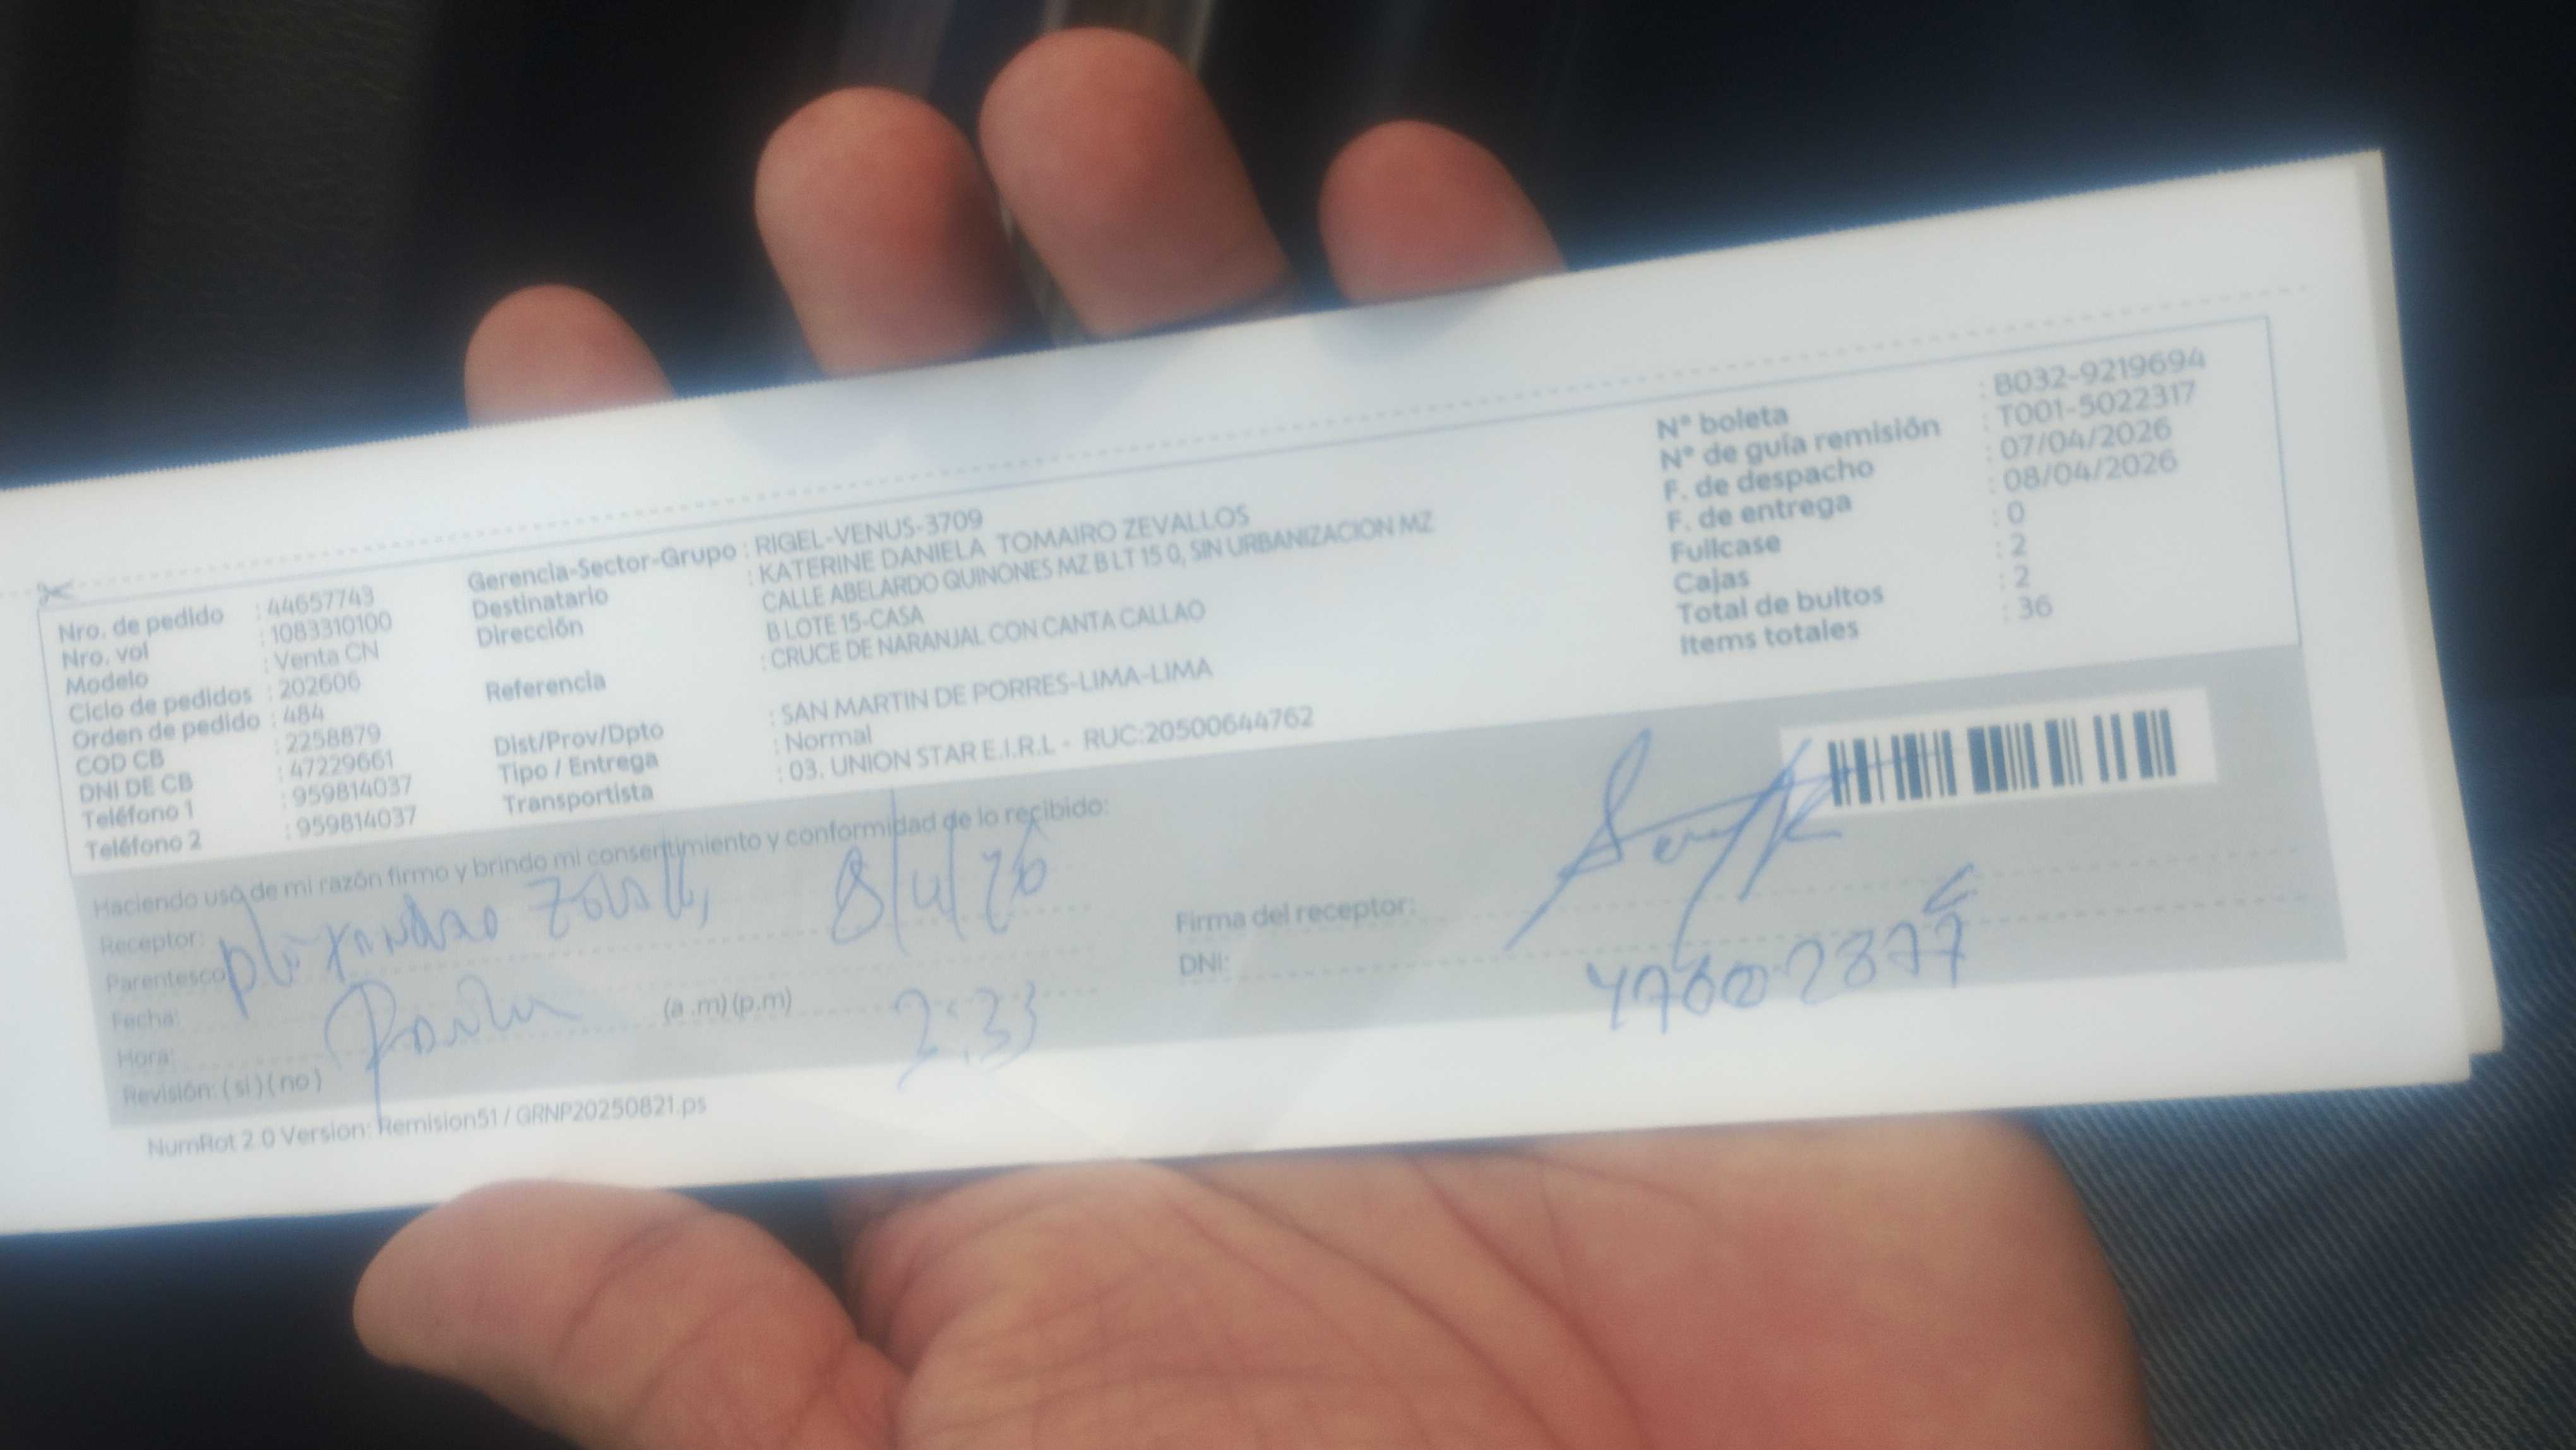 Nro. de pedido : 44657743
Nro. vol : 1083310100
Modelo : Venta CN
Ciclo de pedidos : 202606
Orden de pedido : 484
COD CB : 2258879
DNI DE CB : 47229661
Teléfono 1 : 959814037
Teléfono 2 : 959814037
Gerencia-Sector-Grupo : RIGEL-VENUS-3709
Destinatario : KATERINE DANIELA TOMAIRO ZEVALLOS
Dirección : CALLE ABELARDO QUINONES MZ B LT 15 0, SIN URBANIZACION MZ
B LOTE 15-CASA
Referencia : CRUCE DE NARANJAL CON CANTA CALLAO
Dist/Prov/Dpto : SAN MARTIN DE PORRES-LIMA-LIMA
Tipo / Entrega : Normal
Transportista : 03. UNION STAR E.I.R.L - RUC:20500644762
N° boleta : B032-9219694
N° de guía remisión : T001-5022317
F. de despacho : 07/04/2026
F. de entrega : 08/04/2026
Fullcase : 0
Cajas : 2
Total de bultos : 2
Items totales : 36
Haciendo uso de mi razón firmo y brindo mi consentimiento y conformidad de lo recibido:
Receptor: 8/4/26
Parentesco
Fecha:
Hora: (a .m) (p.m) 2:33
Revisión: ( si ) ( no )
Firma del receptor:
DNI:
NumRot 2.0 Version: Remision51 / GRNP20250821.ps